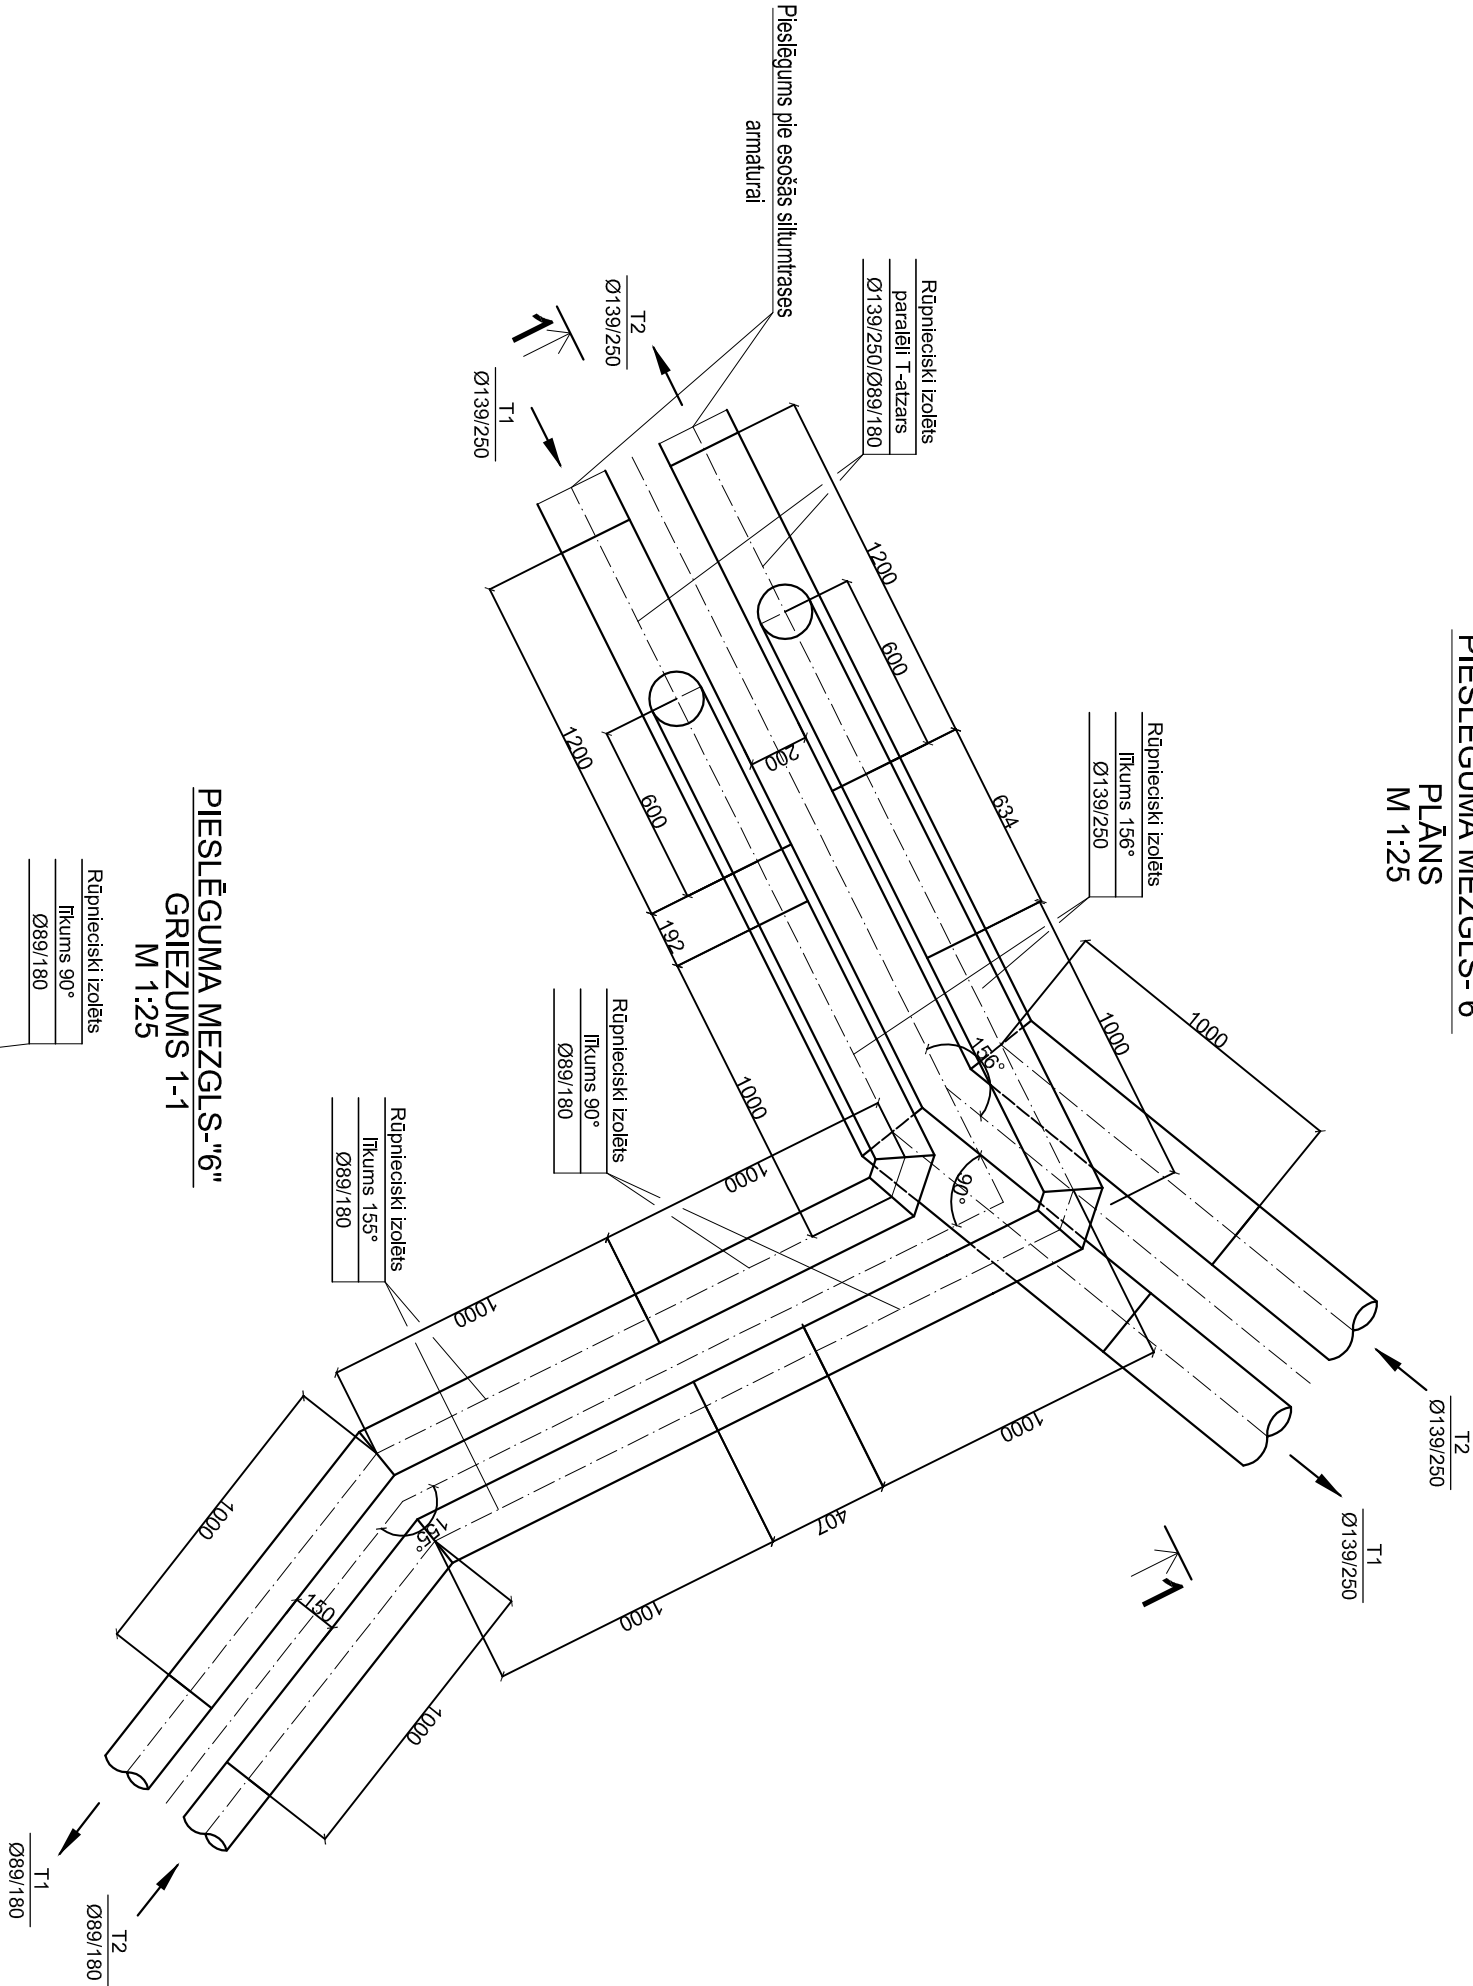 PIESLĒGUMA MEZGLS-"6"
PLĀNS
M 1:25
Pieslēgums pie esošās siltumtrases
armaturai
Rūpnieciski izolēts
paralēli T-atzars
Ø139/250/Ø89/180
T2
Ø139/250
T1
Ø139/250
1
Rūpnieciski izolēts
līkums 156°
Ø139/250
1200
600
634
1000
1000
156°
90°
200
1200
600
192
1000
1000
1000
1000
407
1000
155°
150
1000
1000
T2
Ø139/250
T1
Ø139/250
1
Rūpnieciski izolēts
līkums 90°
Ø89/180
Rūpnieciski izolēts
līkums 155°
Ø89/180
T1
Ø89/180
T2
Ø89/180
PIESLĒGUMA MEZGLS-"6"
GRIEZUMS 1-1
M 1:25
Rūpnieciski izolēts
līkums 90°
Ø89/180